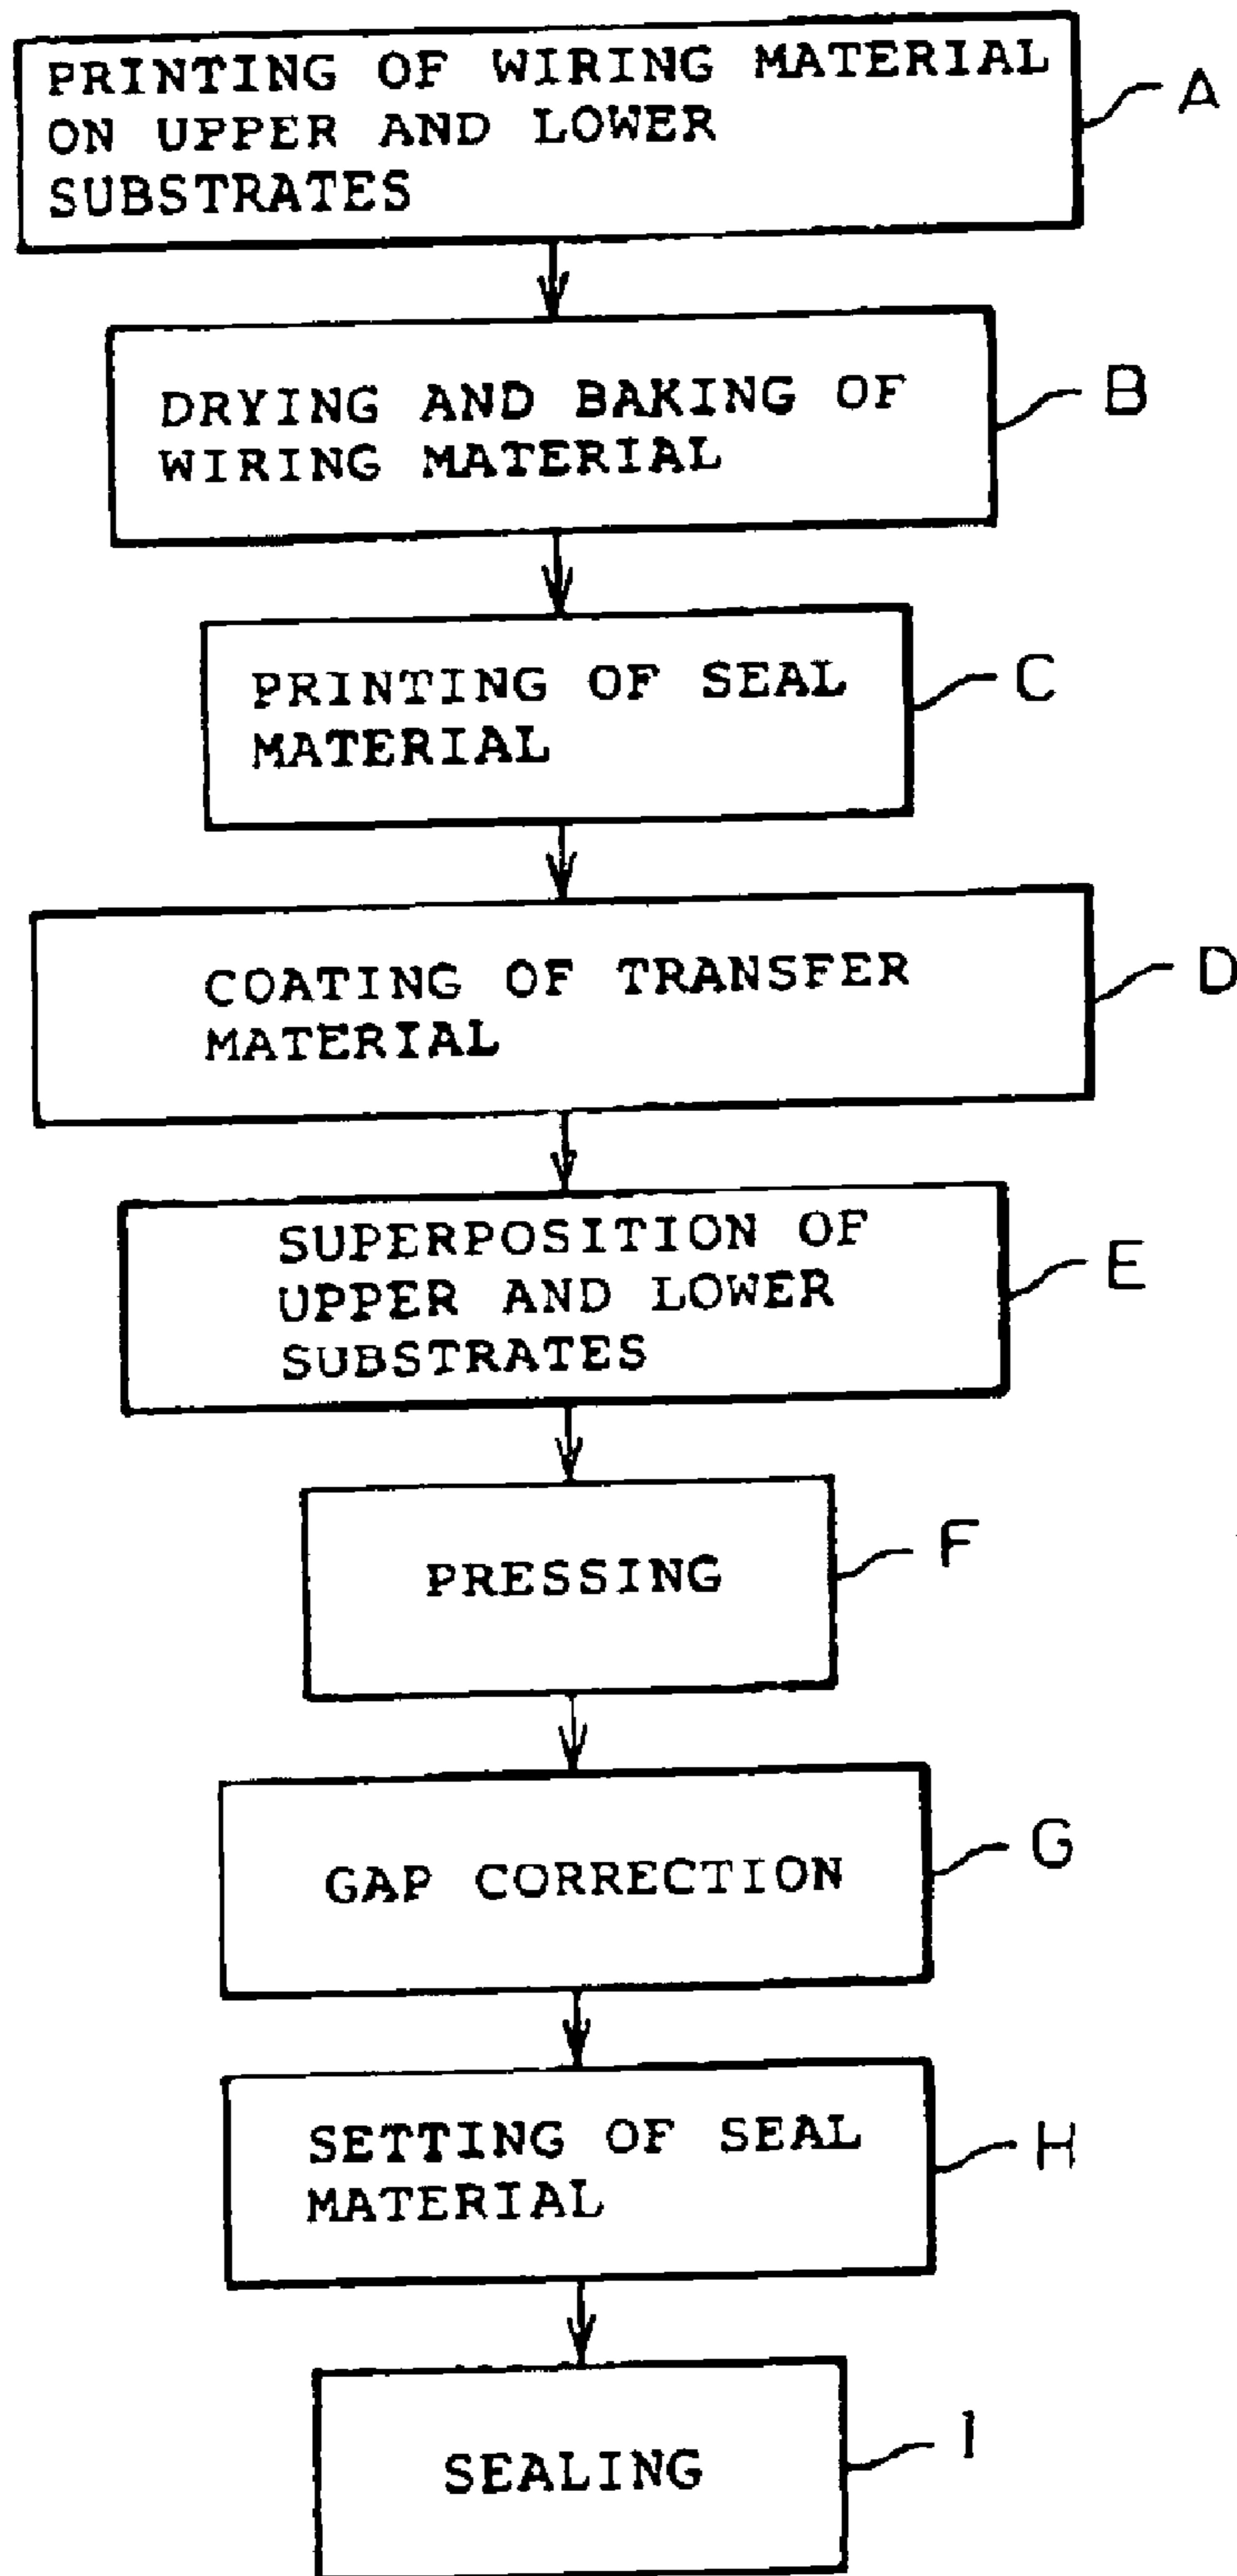 PRINTING OF WIRING MATERIAL
ON UPPER AND LOWER
SUBSTRATES
A
DRYING AND BAKING OF
WIRING MATERIAL
B
PRINTING OF SEAL
MATERIAL
C
COATING OF TRANSFER
MATERIAL
D
SUPERPOSITION OF
UPPER AND LOWER
SUBSTRATES
E
PRESSING
F
GAP CORRECTION
G
SETTING OF SEAL
MATERIAL
H
SEALING
I